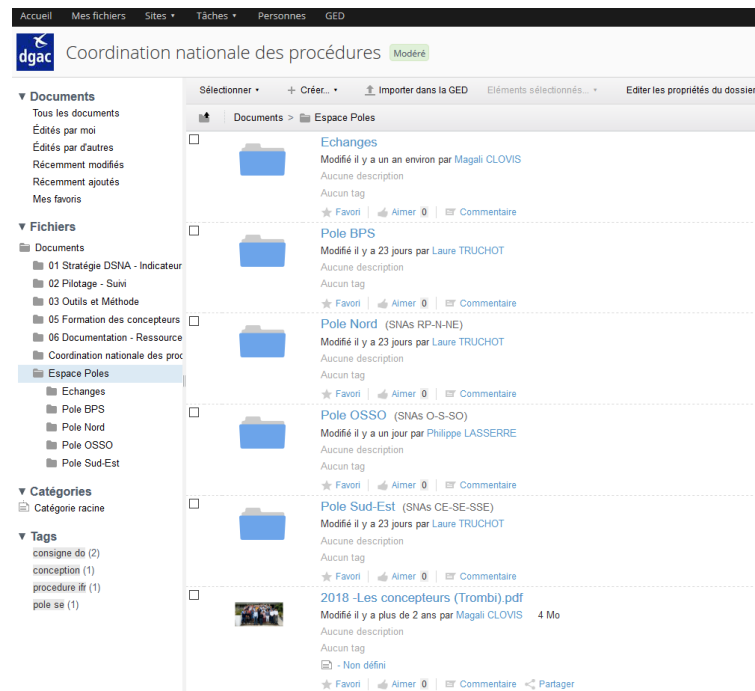 Accueil Mes fichiers Sites Tâches Personnes GED
dgac
Coordination nationale des procédures Modéré
Sélectionner + Créer... Importer dans la GED Eléments sélectionnés... Editer les propriétés du dossier
Documents > Espace Poles
Documents
Tous les documents
Édités par moi
Édités par d'autres
Récemment modifiés
Récemment ajoutés
Mes favoris
Fichiers
Documents
01 Stratégie DSNA - Indicateur
02 Pilotage - Suivi
03 Outils et Méthode
05 Formation des concepteurs
06 Documentation - Ressource
Coordination nationale des proc
Espace Poles
Echanges
Pole BPS
Pole Nord
Pole OSSO
Pole Sud-Est
Catégories
Catégorie racine
Tags
consigne do (2)
conception (1)
procedure ifr (1)
pole se (1)
Echanges
Modifié il y a un an environ par Magali CLOVIS
Aucune description
Aucun tag
Favori Aimer 0 Commentaire
Pole BPS
Modifié il y a 23 jours par Laure TRUCHOT
Aucune description
Aucun tag
Favori Aimer 0 Commentaire
Pole Nord (SNAs RP-N-NE)
Modifié il y a 23 jours par Laure TRUCHOT
Aucune description
Aucun tag
Favori Aimer 0 Commentaire
Pole OSSO (SNAs O-S-SO)
Modifié il y a un jour par Philippe LASSERRE
Aucune description
Aucun tag
Favori Aimer 0 Commentaire
Pole Sud-Est (SNAs CE-SE-SSE)
Modifié il y a 23 jours par Laure TRUCHOT
Aucune description
Aucun tag
Favori Aimer 0 Commentaire
2018 -Les concepteurs (Trombi).pdf
Modifié il y a plus de 2 ans par Magali CLOVIS 4 Mo
Aucune description
Aucun tag
- Non défini
Favori Aimer 0 Commentaire Partager